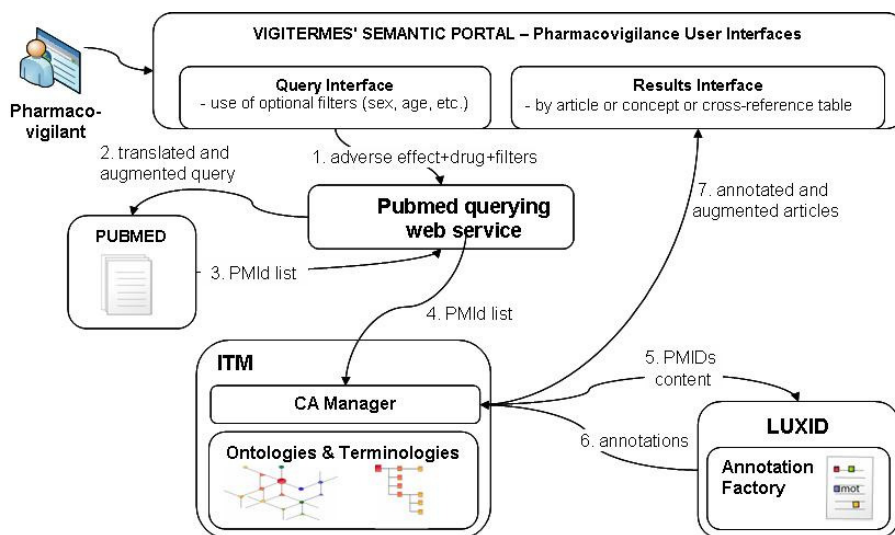 VIGITERMES' SEMANTIC PORTAL – Pharmacovigilance User Interfaces
Query Interface
- use of optional filters (sex, age, etc.)
Results Interface
- by article or concept or cross-reference table
Pharmaco-
vigilant
1. adverse effect+drug+filters
2. translated and
augmented query
Pubmed querying
web service
7. annotated and
augmented articles
PUBMED
3. PMId list
4. PMId list
ITM
CA Manager
5. PMIDs
content
6. annotations
Ontologies & Terminologies
LUXID
Annotation
Factory
mot